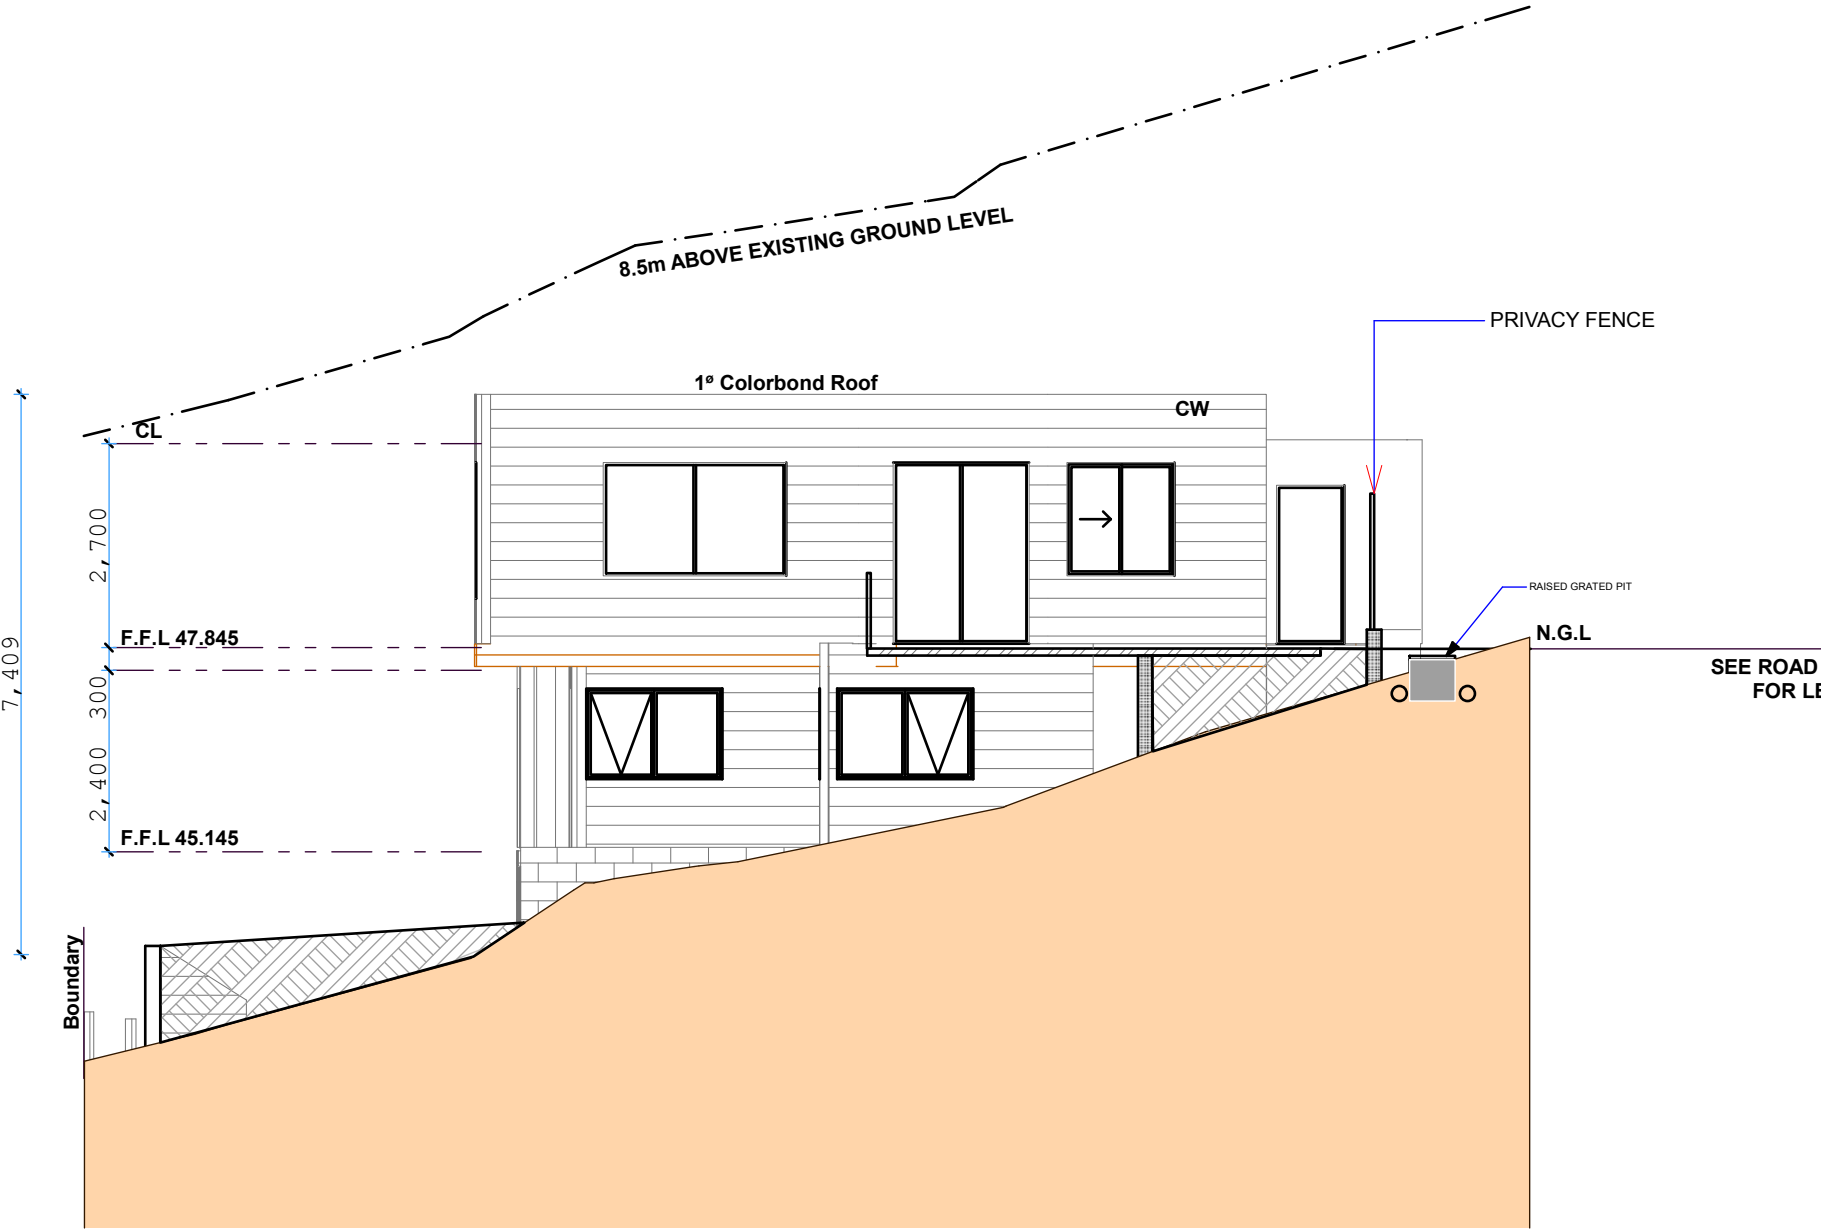 8.5m ABOVE EXISTING GROUND LEVEL
PRIVACY FENCE
1ø Colorbond Roof
CW
CL
2,700
RAISED GRATED PIT
F.F.L 47.845
N.G.L
7,409
SEE ROAD
FOR LE
300
2,400
F.F.L 45.145
Boundary